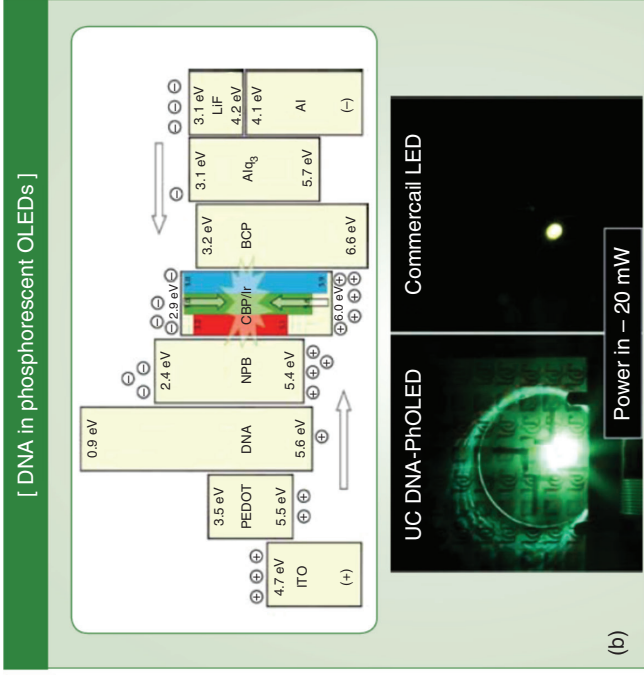 [ DNA in phosphorescent OLEDs ]
4.7 eV
ITO
(+)
3.5 eV
PEDOT
5.5 eV
0.9 eV
DNA
5.6 eV
2.4 eV
NPB
5.4 eV
2.9 eV
CBP/Ir
6.0 eV
3.2 eV
BCP
6.6 eV
3.1 eV
Alq3
5.7 eV
3.1 eV
LiF
4.2 eV
4.1 eV
Al
(–)
UC DNA-PhOLED
Commercail LED
Power in – 20 mW
(b)